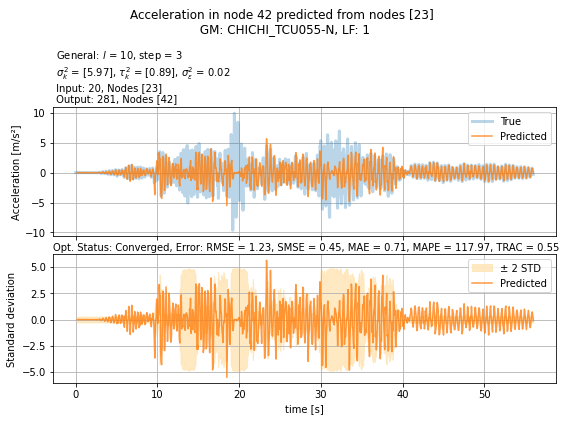 Acceleration in node 42 predicted from nodes [23]
GM: CHICHI_TCU055-N, LF: 1
General: l = 10, step = 3
σ²ₖ = [5.97], τ²ₖ = [0.89], σ²ₑ = 0.02
Input: 20, Nodes [23]
Output: 281, Nodes [42]
Acceleration [m/s²]
10
5
0
−5
−10
True
Predicted
Opt. Status: Converged, Error: RMSE = 1.23, SMSE = 0.45, MAE = 0.71, MAPE = 117.97, TRAC = 0.55
Standard deviation
5.0
2.5
0.0
−2.5
−5.0
± 2 STD
Predicted
0 10 20 30 40 50
time [s]